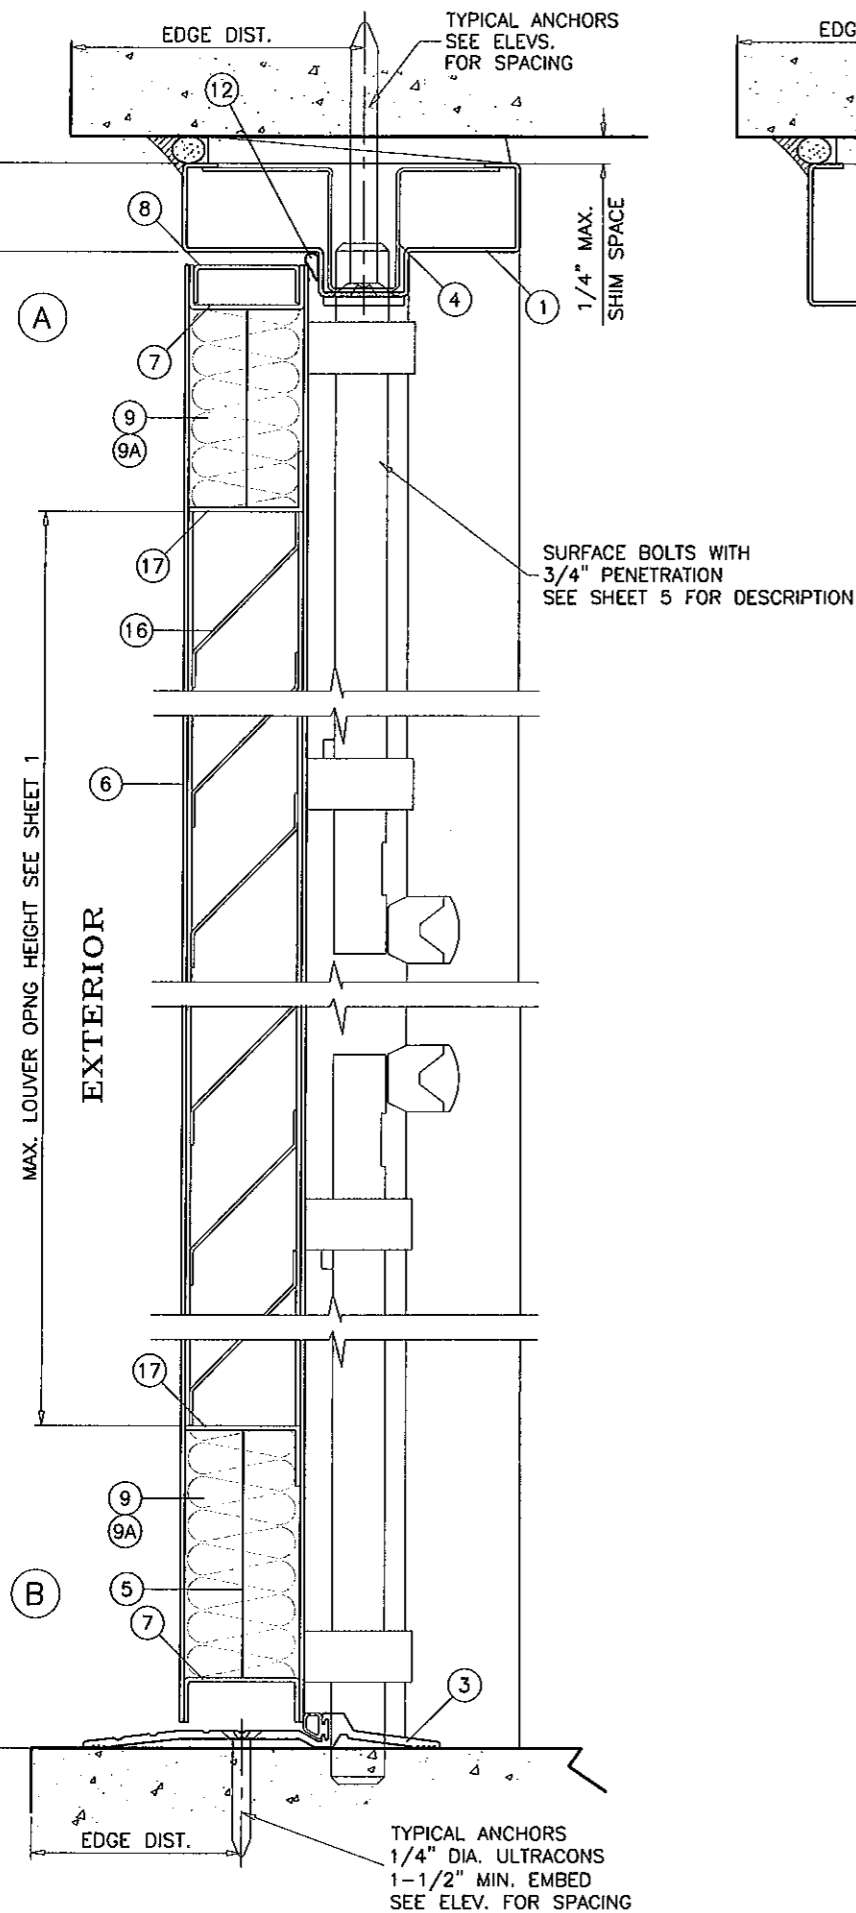 EDGE DIST.
TYPICAL ANCHORS
SEE ELEVS.
FOR SPACING
EDG
12
8
4
1
1/4" MAX.
SHIM SPACE
A
7
9
9A
17
SURFACE BOLTS WITH
3/4" PENETRATION
SEE SHEET 5 FOR DESCRIPTION
16
6
MAX. LOUVER OPNG HEIGHT SEE SHEET 1
EXTERIOR
17
9
9A
B
5
7
3
EDGE DIST.
TYPICAL ANCHORS
1/4" DIA. ULTRACONS
1-1/2" MIN. EMBED
SEE ELEV. FOR SPACING